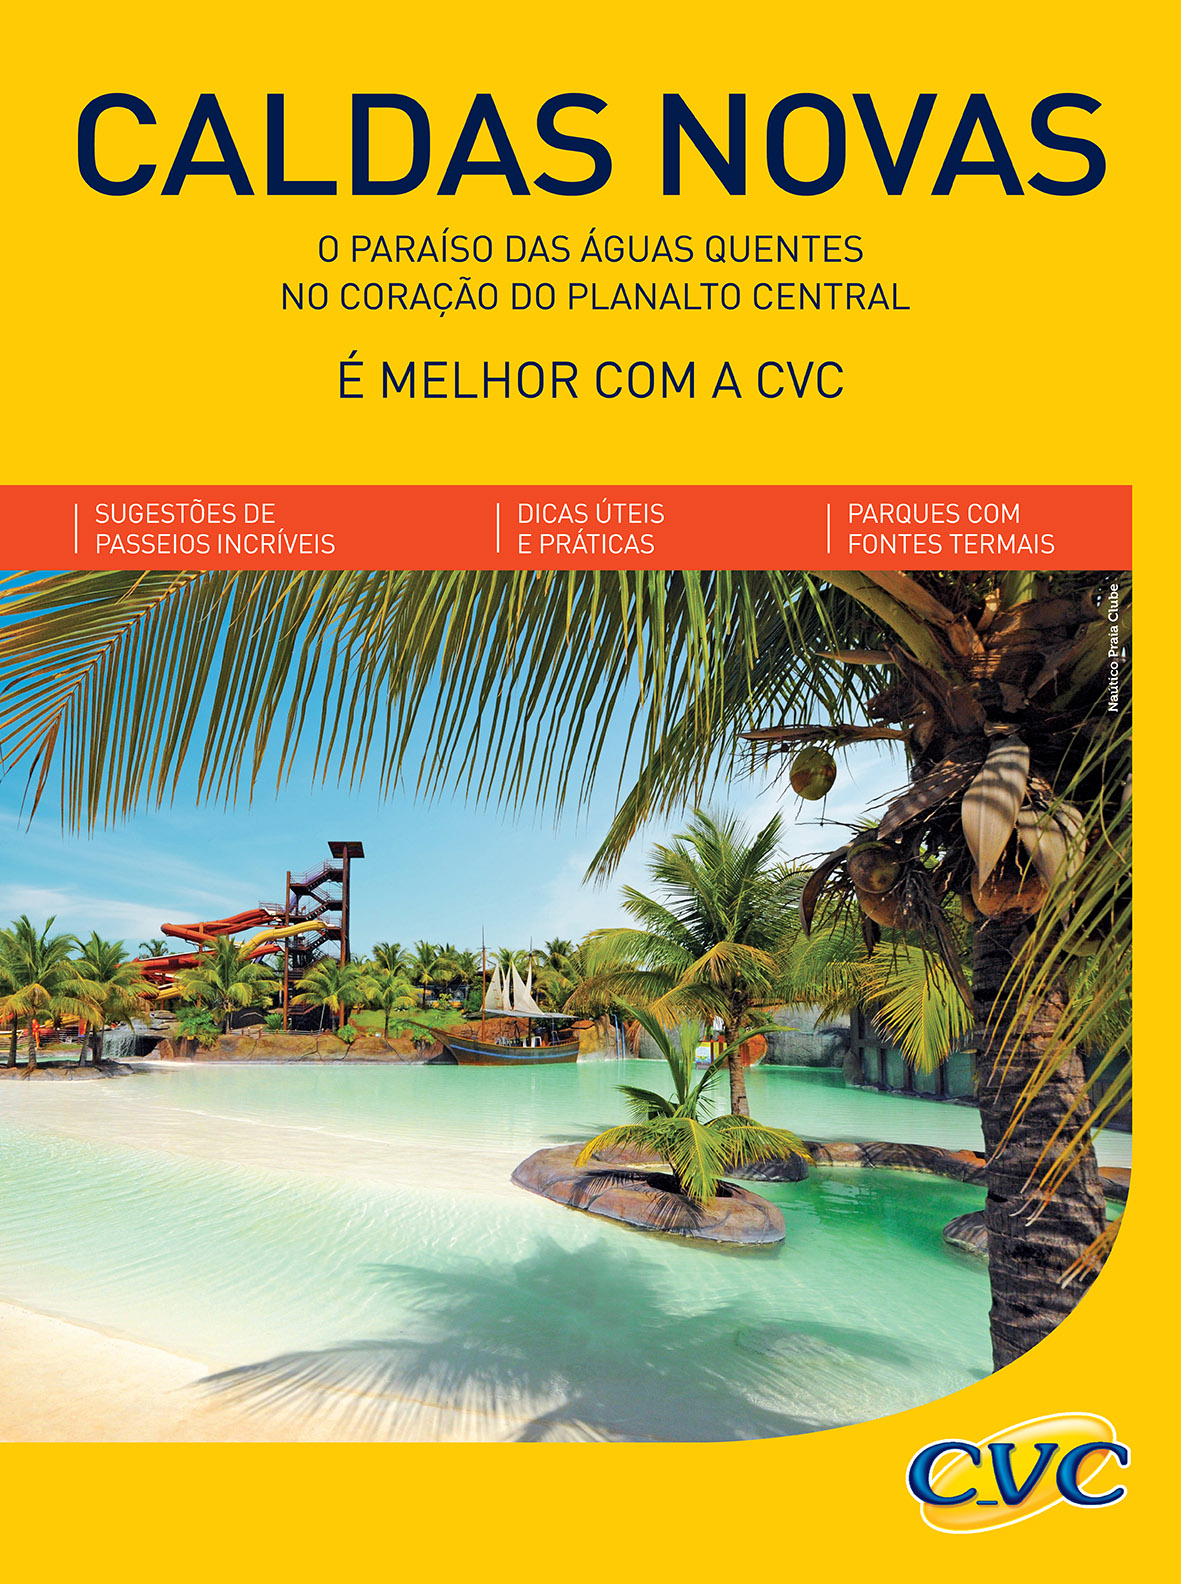 CALDAS NOVAS
O PARAÍSO DAS ÁGUAS QUENTES
NO CORAÇÃO DO PLANALTO CENTRAL
É MELHOR COM A CVC
SUGESTÕES DE
PASSEIOS INCRÍVEIS
DICAS ÚTEIS
E PRÁTICAS
PARQUES COM
FONTES TERMAIS
Naútico Praia Clube
CVC